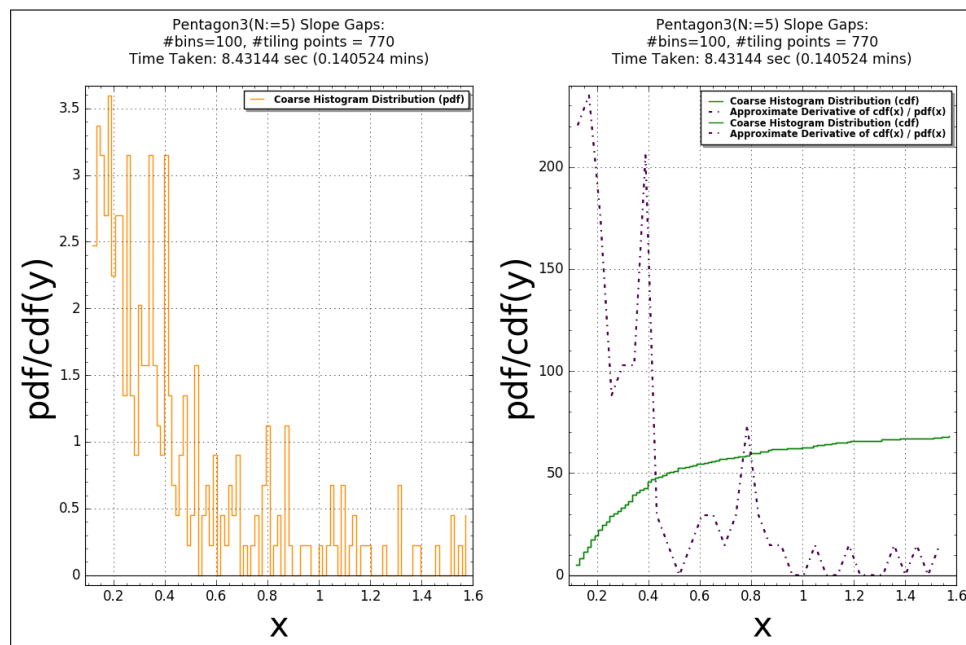 Pentagon3(N:=5) Slope Gaps:
#bins=100, #tiling points = 770
Time Taken: 8.43144 sec (0.140524 mins)
Coarse Histogram Distribution (pdf)
3.5
3
2.5
2
1.5
1
0.5
0
pdf/cdf(y)
0.2 0.4 0.6 0.8 1 1.2 1.4 1.6
x
Pentagon3(N:=5) Slope Gaps:
#bins=100, #tiling points = 770
Time Taken: 8.43144 sec (0.140524 mins)
Coarse Histogram Distribution (cdf)
Approximate Derivative of cdf(x) / pdf(x)
Coarse Histogram Distribution (cdf)
Approximate Derivative of cdf(x) / pdf(x)
200
150
100
50
0
pdf/cdf(y)
0.2 0.4 0.6 0.8 1 1.2 1.4 1.6
x